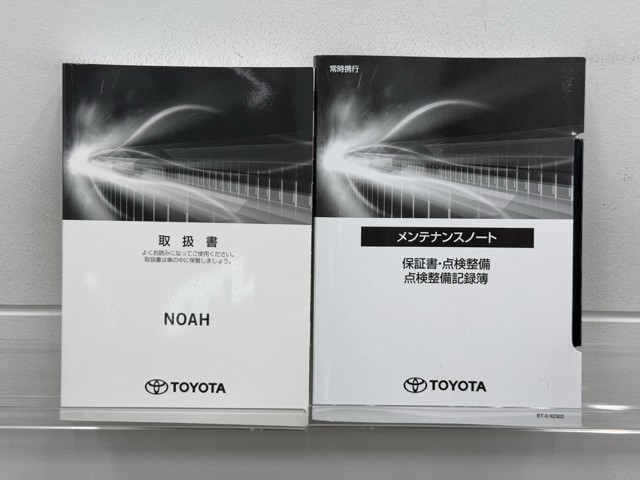 取扱書
よくお読みになってご使用ください。
取扱書は車の中に保管しましょう。
NOAH
TOYOTA
常時携行
メンテナンスノート
保証書・点検整備
点検整備記録簿
TOYOTA
BT-0-62302